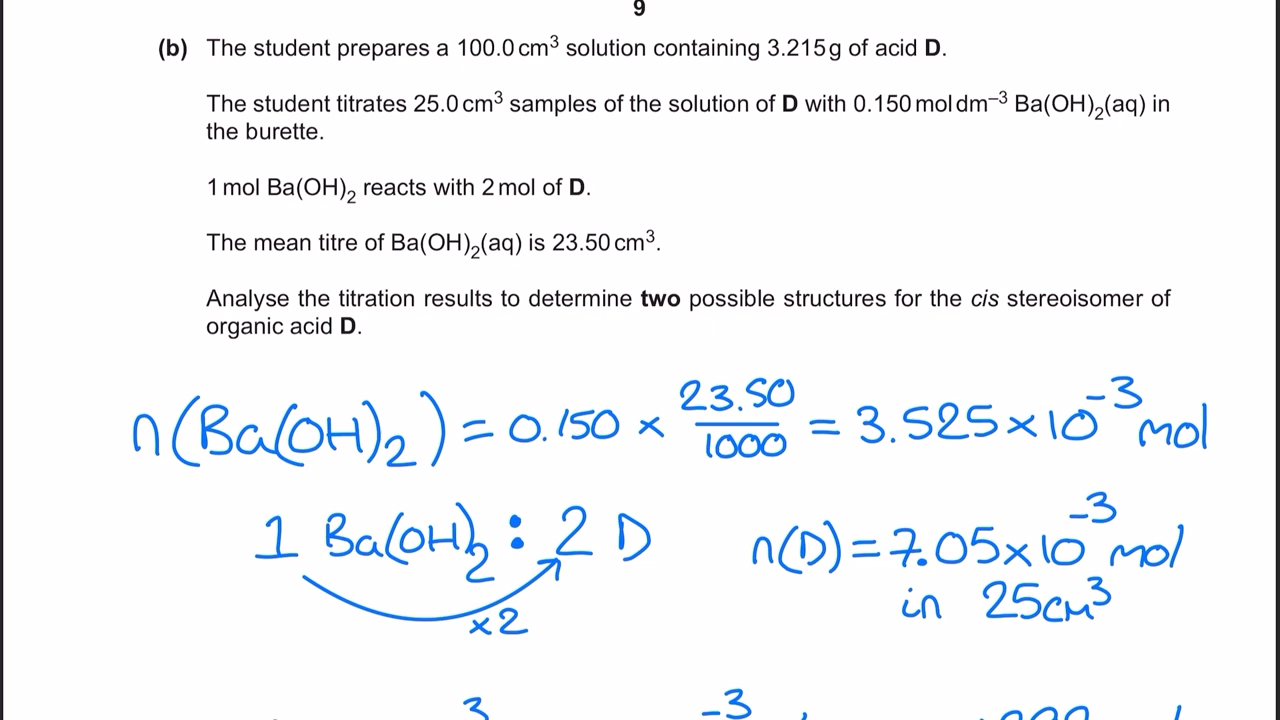 9
(b) The student prepares a 100.0 cm³ solution containing 3.215 g of acid D.
The student titrates 25.0 cm³ samples of the solution of D with 0.150 mol dm⁻³ Ba(OH)₂(aq) in
the burette.
1 mol Ba(OH)₂ reacts with 2 mol of D.
The mean titre of Ba(OH)₂(aq) is 23.50 cm³.
Analyse the titration results to determine two possible structures for the cis stereoisomer of
organic acid D.
n(Ba(OH)₂) = 0.150 × 23.50/1000 = 3.525 × 10⁻³ mol
1 Ba(OH)₂ : 2 D
×2
n(D) = 7.05 × 10⁻³ mol
in 25cm³